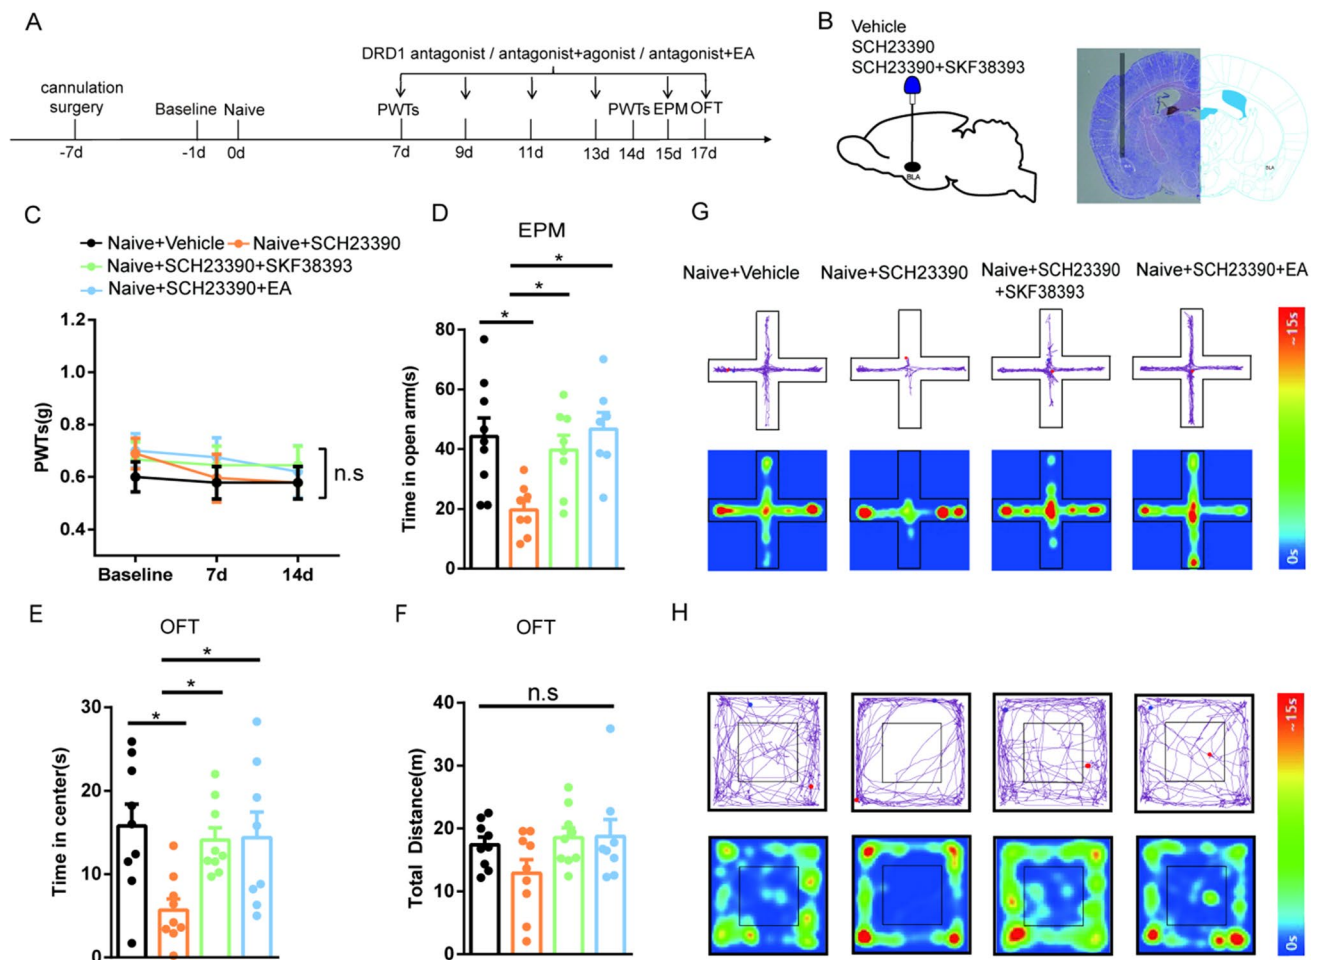 A
DRD1 antagonist / antagonist+agonist / antagonist+EA
cannulation
surgery
Baseline Naive
PWTs
PWTs EPM OFT
-7d
-1d
0d
7d
9d
11d
13d
14d
15d
17d
B
Vehicle
SCH23390
SCH23390+SKF38393
BLA
BLA
C
Naive+Vehicle
Naive+SCH23390
Naive+SCH23390+SKF38393
Naive+SCH23390+EA
PWTs(g)
1.2
1.0
0.8
0.6
0.4
n.s
Baseline
7d
14d
D
EPM
*
*
*
Time in open arm(s)
80
60
40
20
0
G
Naive+Vehicle
Naive+SCH23390
Naive+SCH23390
+SKF38393
Naive+SCH23390+EA
~15s
0s
E
OFT
*
*
*
Time in center(s)
30
20
10
0
F
OFT
n.s
Total Distance(m)
40
30
20
10
0
H
~15s
0s